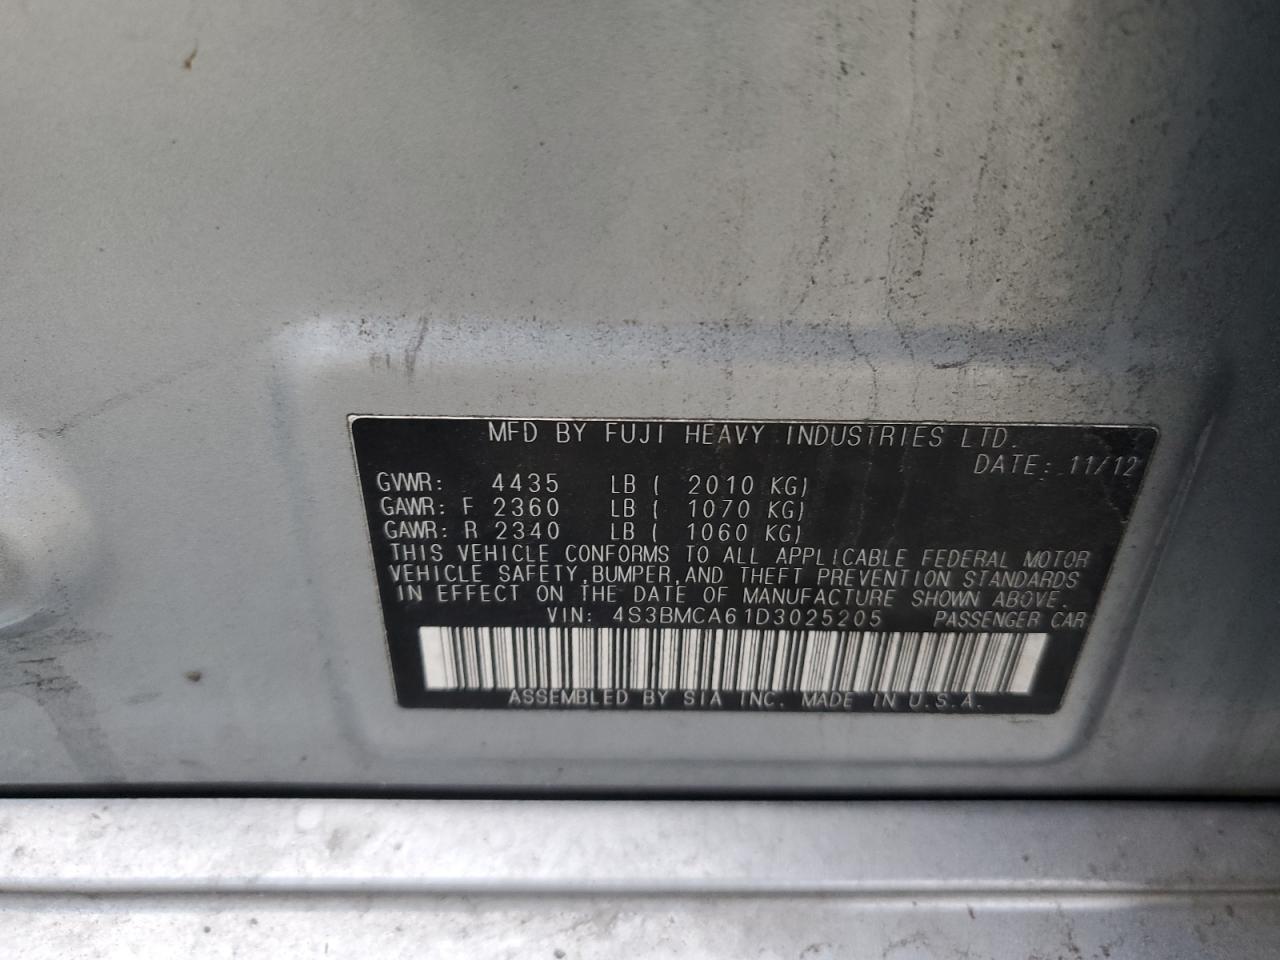 MFD BY FUJI HEAVY INDUSTRIES LTD.
DATE: 11/12
GVWR: 4435 LB ( 2010 KG)
GAWR: F 2360 LB ( 1070 KG)
GAWR: R 2340 LB ( 1060 KG)
THIS VEHICLE CONFORMS TO ALL APPLICABLE FEDERAL MOTOR
VEHICLE SAFETY,BUMPER,AND THEFT PREVENTION STANDARDS
IN EFFECT ON THE DATE OF MANUFACTURE SHOWN ABOVE.
VIN: 4S3BMCA61D3025205 PASSENGER CAR
ASSEMBLED BY SIA INC. MADE IN U.S.A.